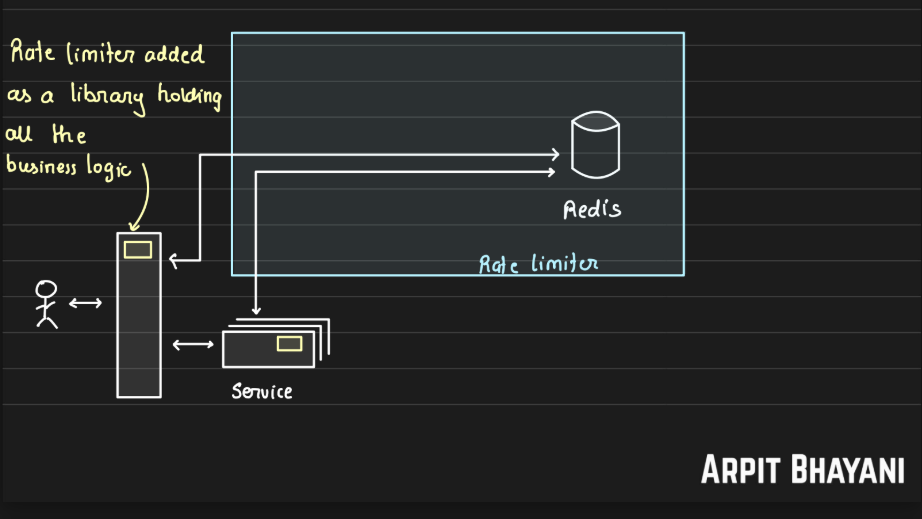 Rate limiter added
as a library holding
all the
business logic
Redis
Rate limiter
Service
ARPIT BHAYANI